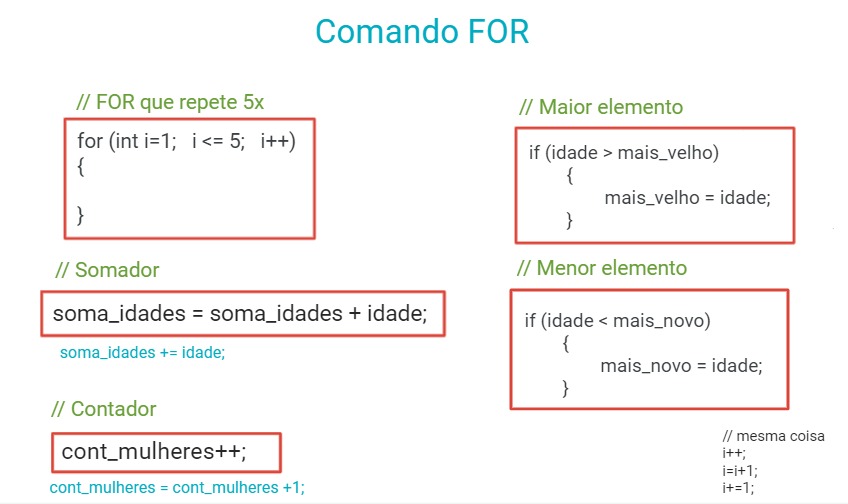 Comando FOR
// FOR que repete 5x
for (int i=1; i <= 5; i++)
{
}
// Somador
soma_idades = soma_idades + idade;
soma_idades += idade;
// Contador
cont_mulheres++;
cont_mulheres = cont_mulheres +1;
// Maior elemento
if (idade > mais_velho)
{
mais_velho = idade;
}
// Menor elemento
if (idade < mais_novo)
{
mais_novo = idade;
}
// mesma coisa
i++;
i=i+1;
i+=1;